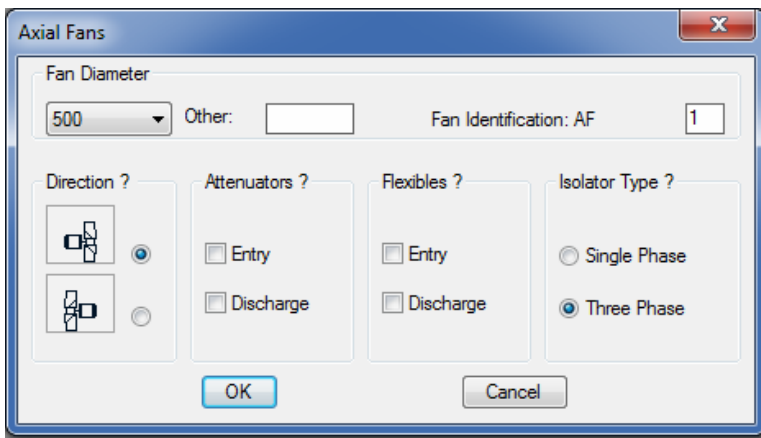 Axial Fans
Fan Diameter
500 Other: Fan Identification: AF 1
Direction ? Attenuators ? Flexibles ? Isolator Type ?
Entry Entry Single Phase
Discharge Discharge Three Phase
OK Cancel